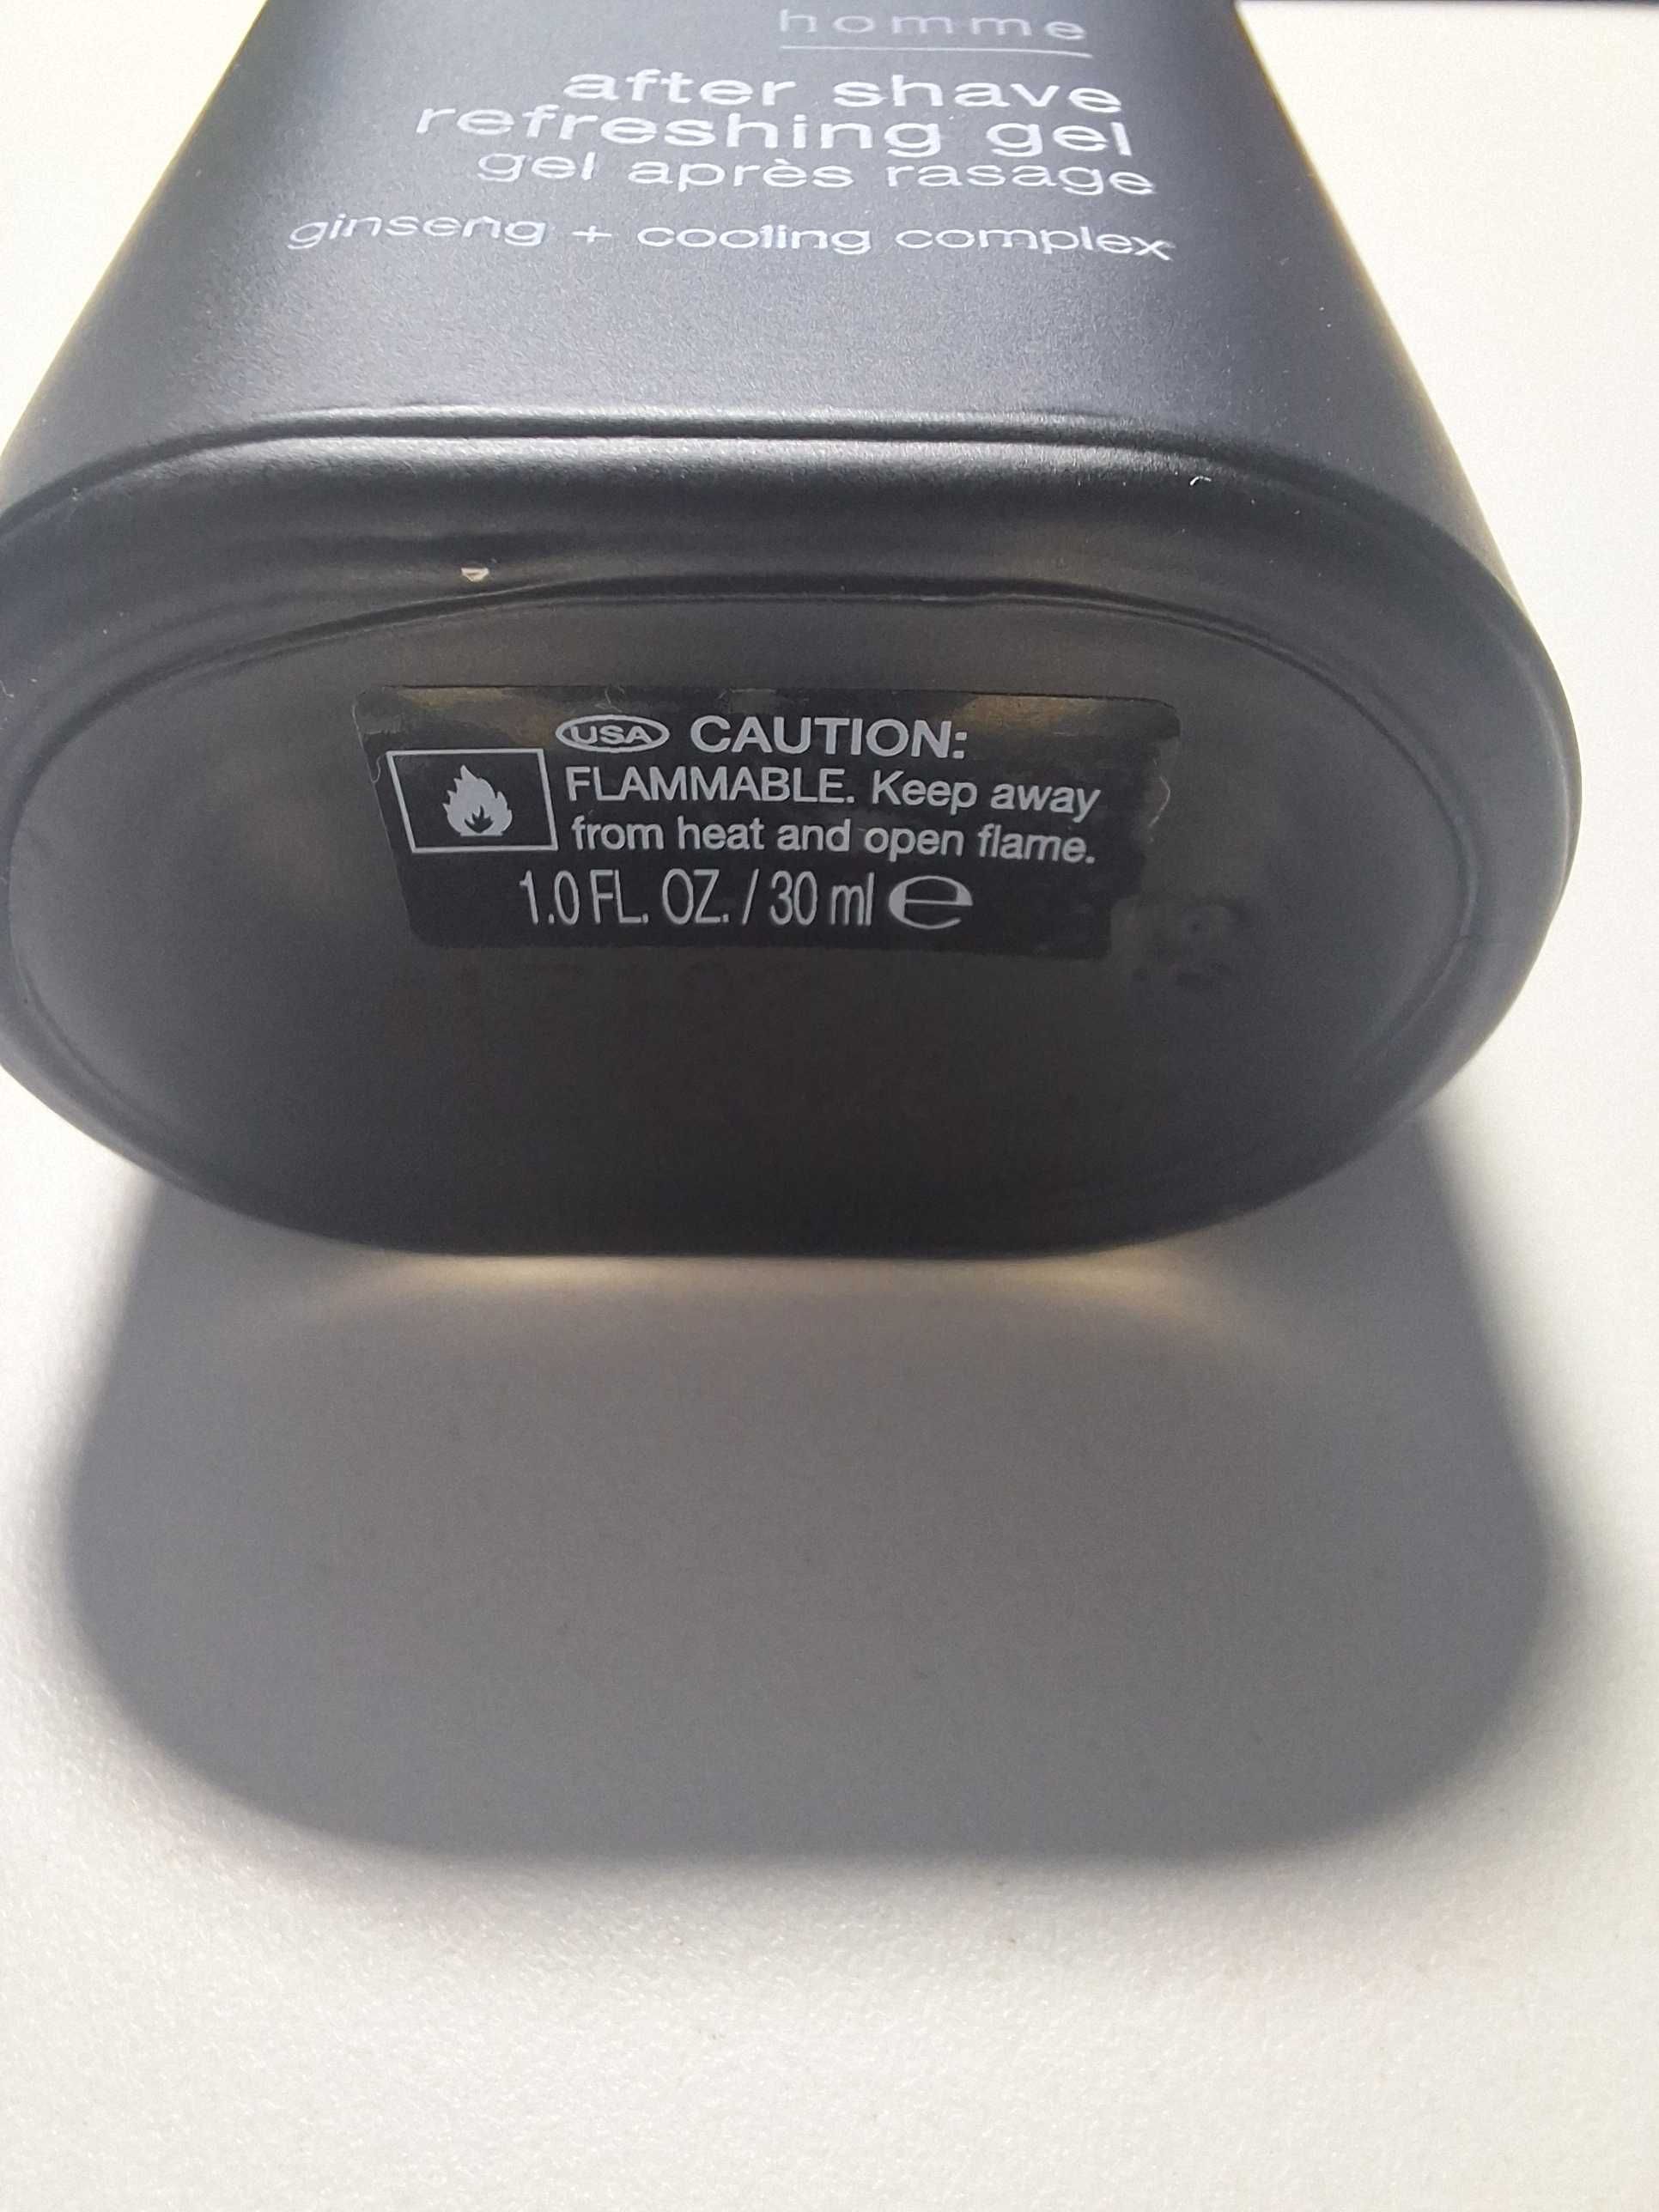 homme
after shave
refreshing gel
gel après rasage
ginseng + cooling complex
USA CAUTION:
FLAMMABLE. Keep away
from heat and open flame.
1.0 FL. OZ. / 30 ml e